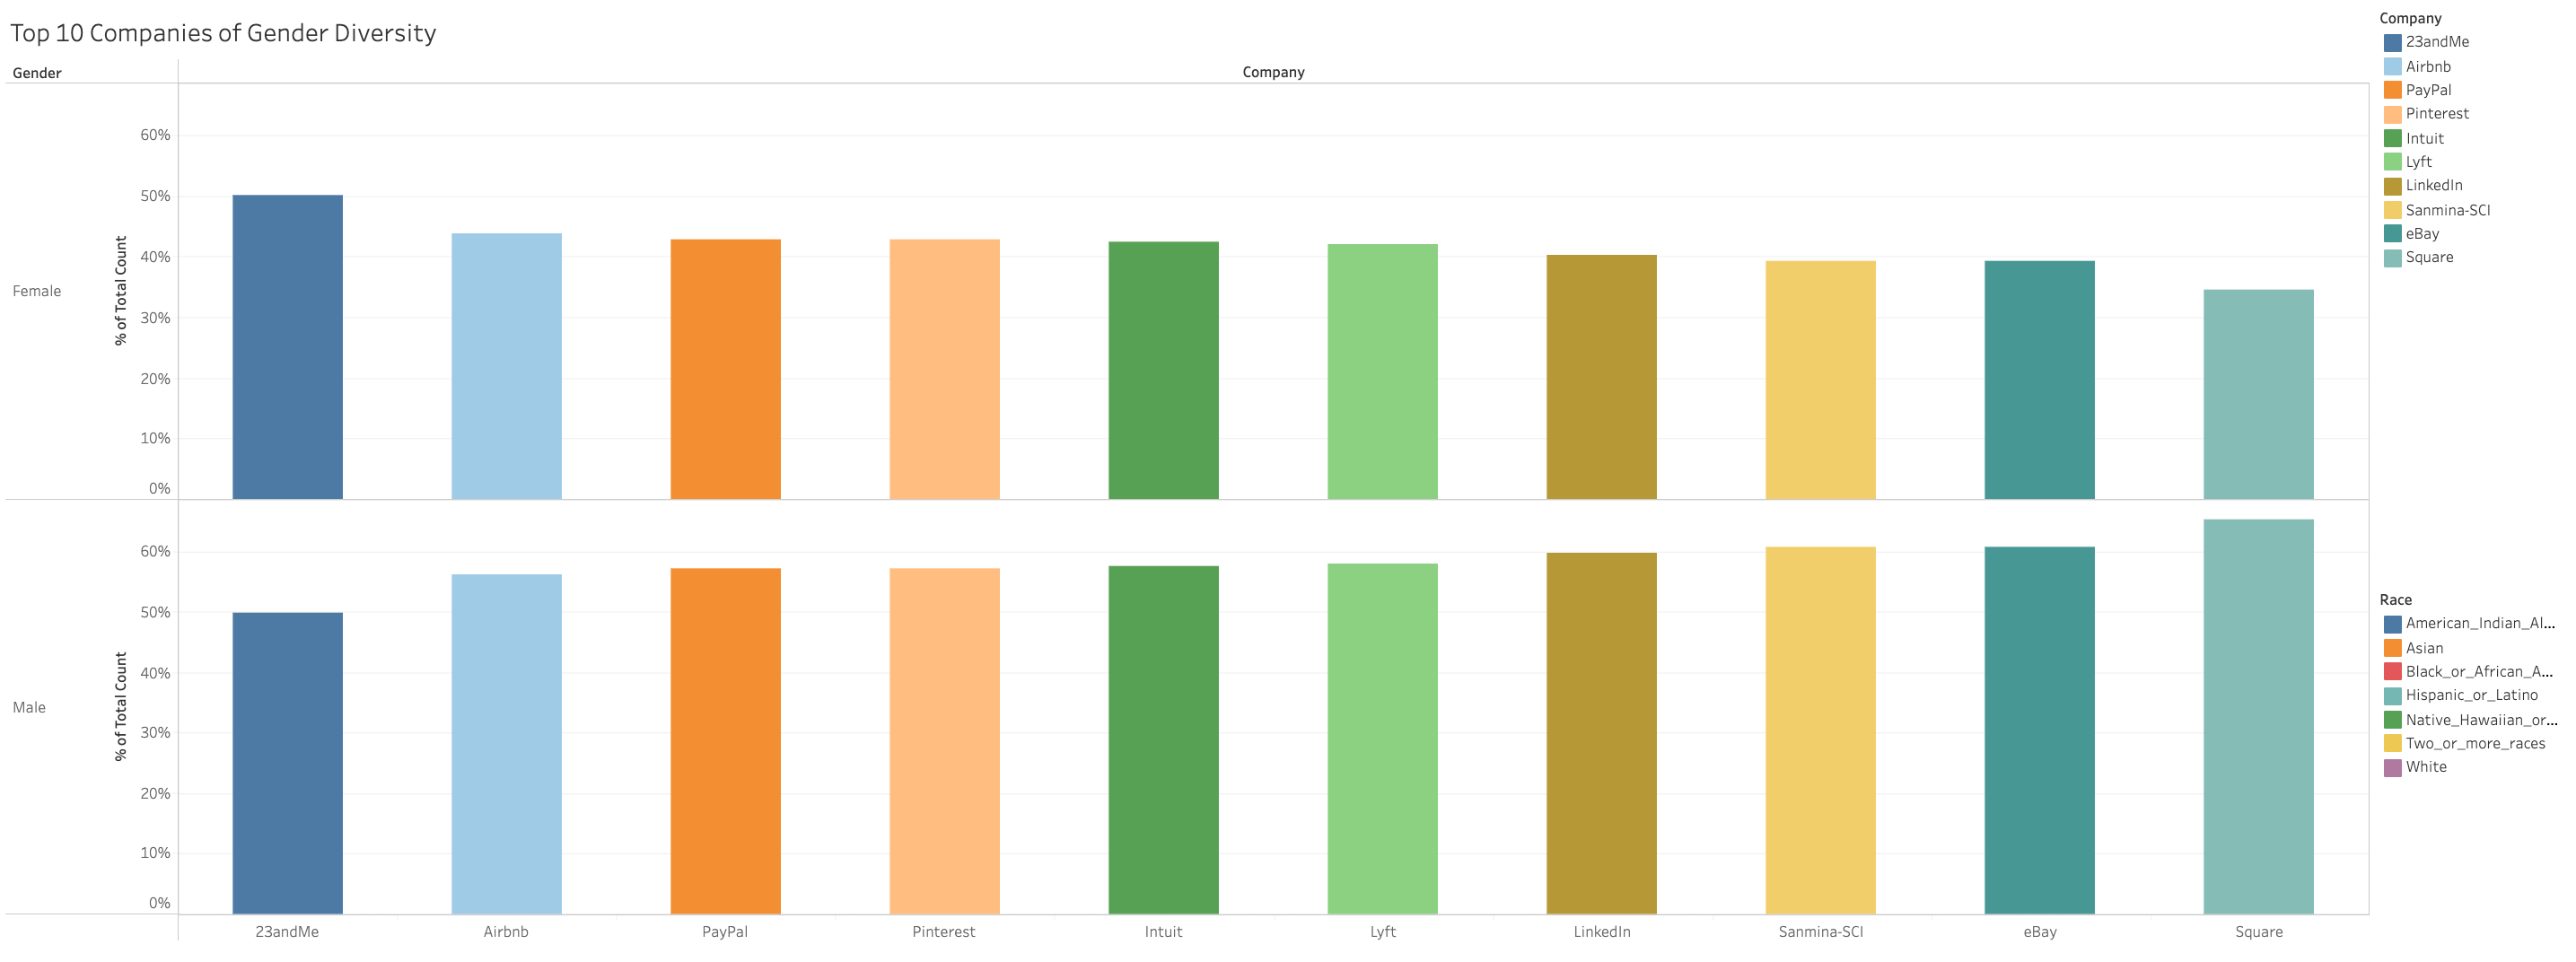 Top 10 Companies of Gender Diversity
Gender
Company
60%
50%
40%
30%
20%
10%
0%
% of Total Count
Female
60%
50%
40%
30%
20%
10%
0%
% of Total Count
Male
23andMe
Airbnb
PayPal
Pinterest
Intuit
Lyft
LinkedIn
Sanmina-SCI
eBay
Square
Company
23andMe
Airbnb
PayPal
Pinterest
Intuit
Lyft
LinkedIn
Sanmina-SCI
eBay
Square
Race
American_Indian_Al...
Asian
Black_or_African_A...
Hispanic_or_Latino
Native_Hawaiian_or...
Two_or_more_races
White